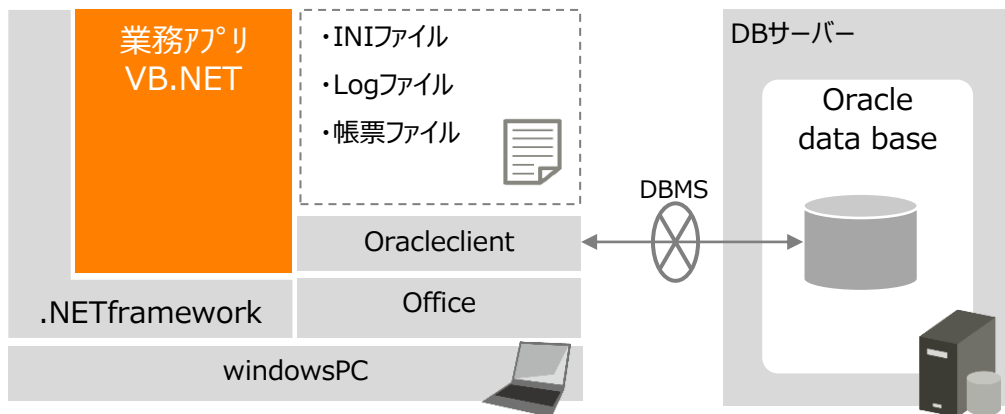 業務ｱﾌﾟﾘ
VB.NET
・INIファイル
・Logファイル
・帳票ファイル
Oracleclient
Office
.NETframework
windowsPC
DBMS
DBサーバー
Oracle
data base